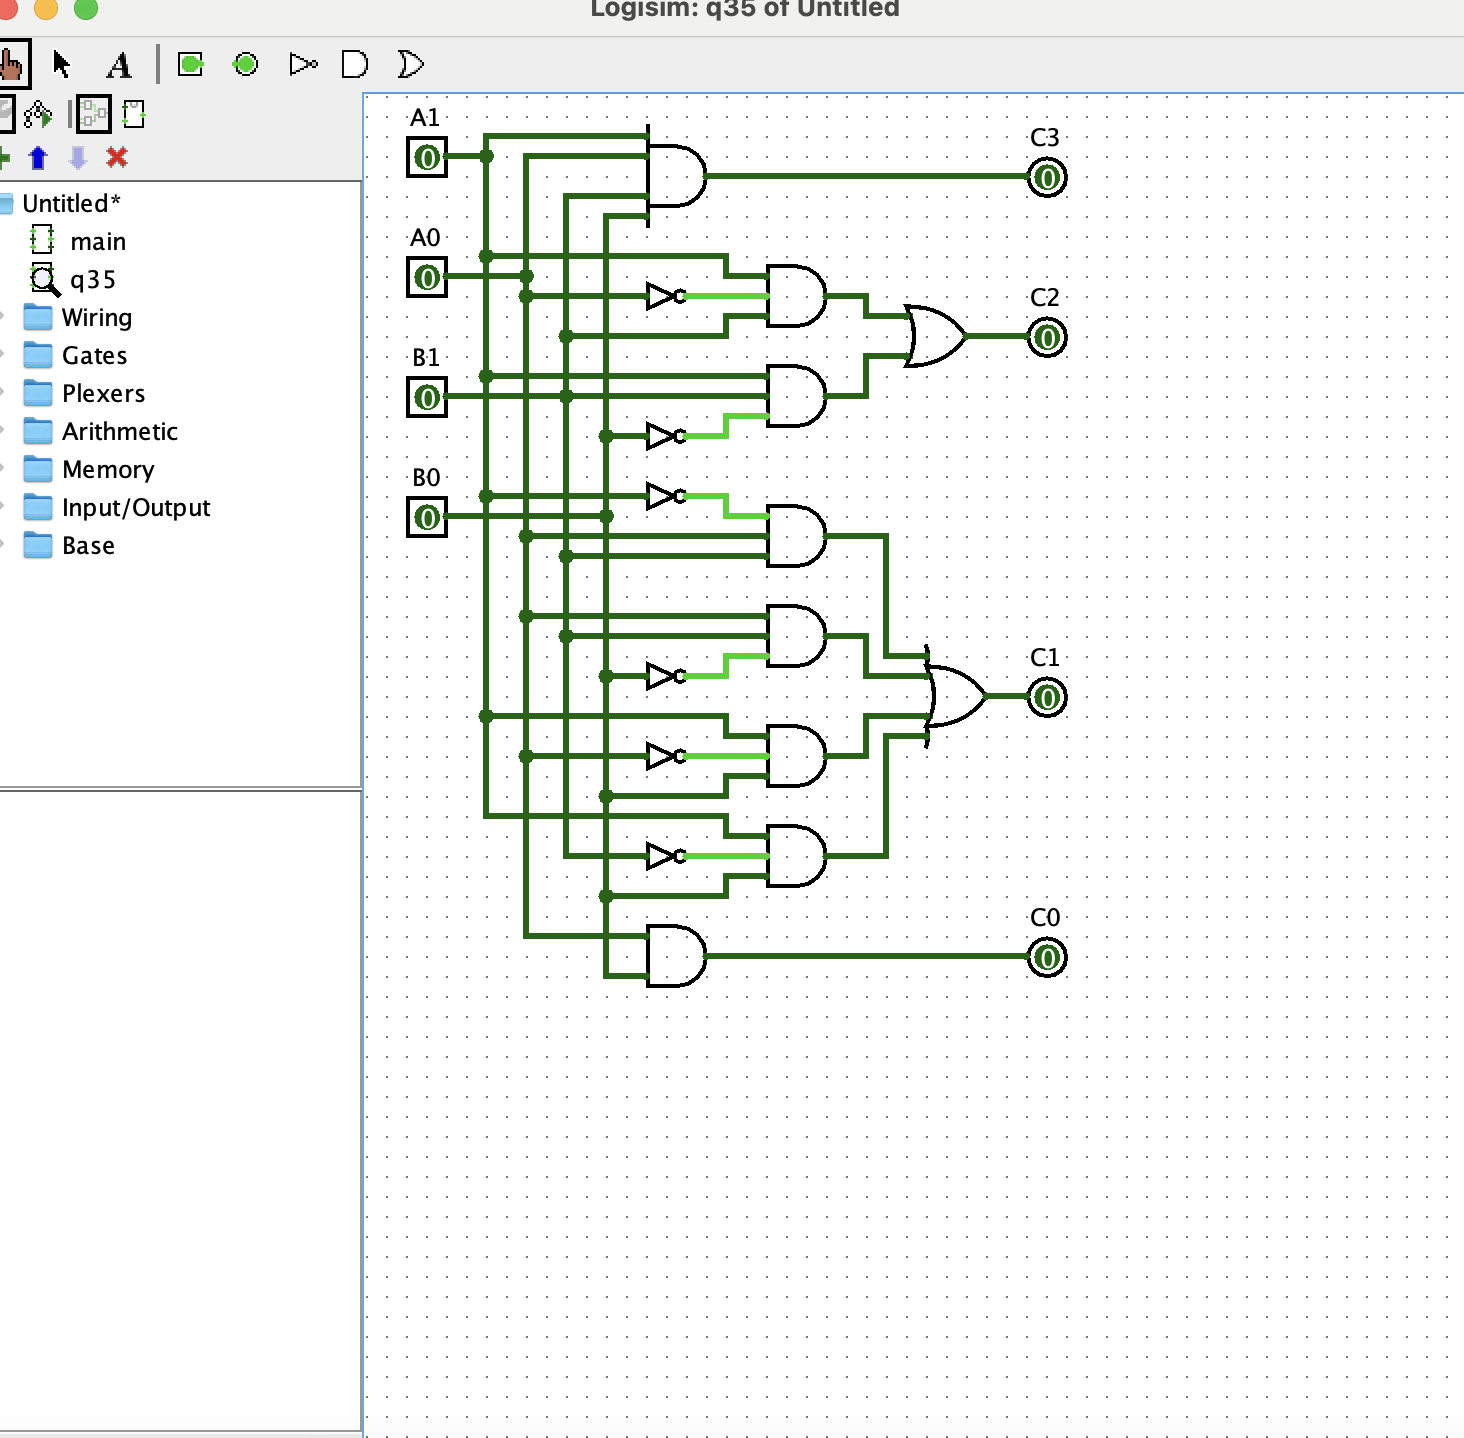 Logisim: q35 of Untitled
A
Untitled*
main
q35
Wiring
Gates
Plexers
Arithmetic
Memory
Input/Output
Base
A1
0
A0
0
B1
0
B0
0
C3
0
C2
0
C1
0
C0
0